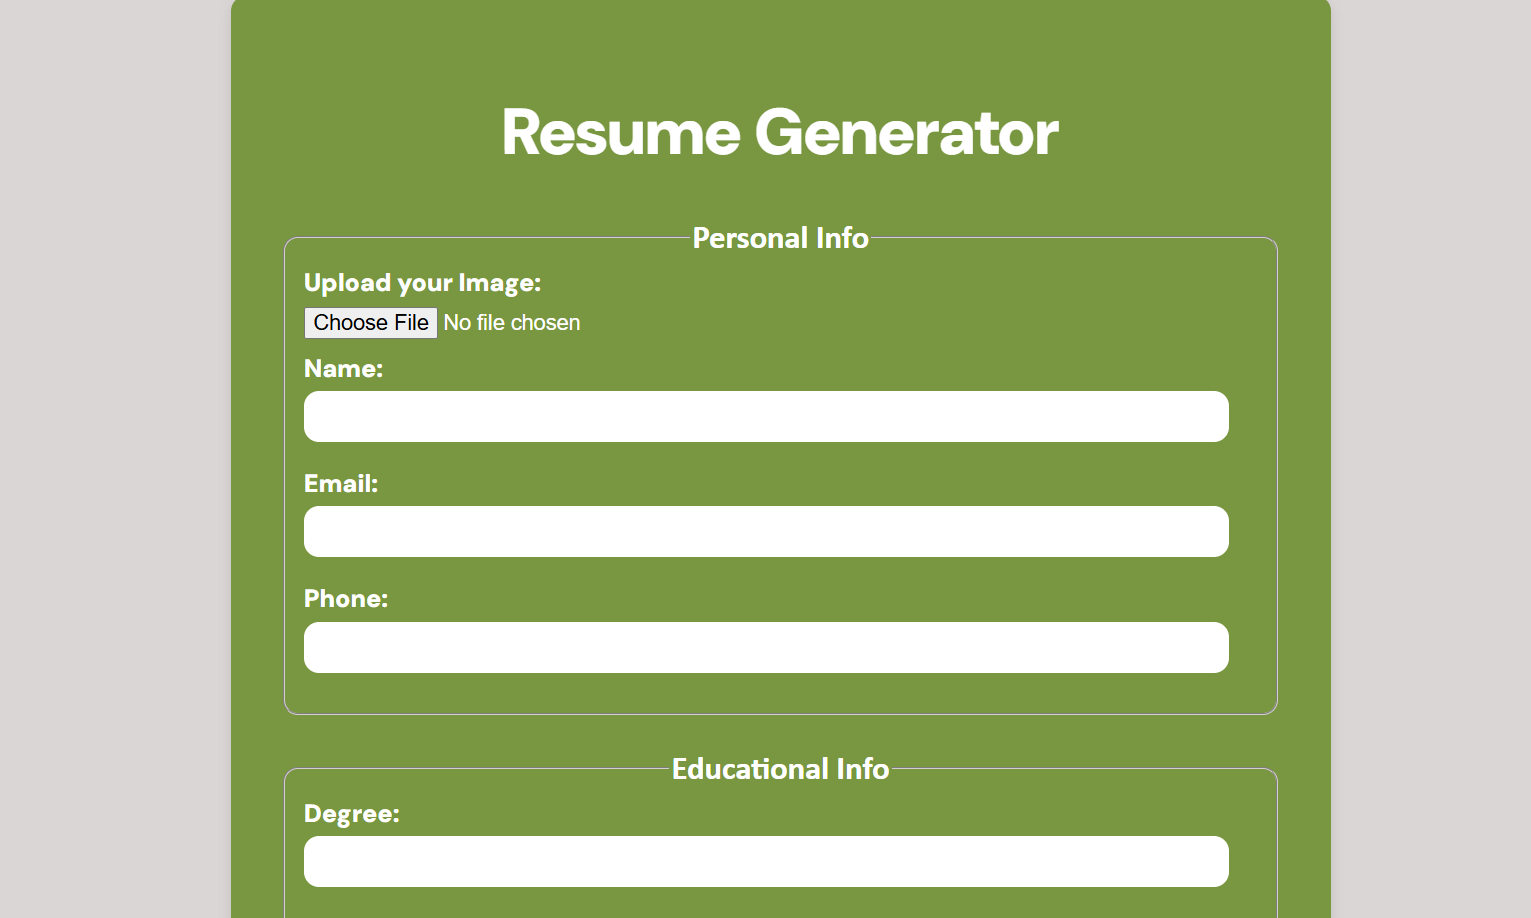 Resume Generator
Personal Info
Upload your Image:
Choose File No file chosen
Name:
Email:
Phone:
Educational Info
Degree: